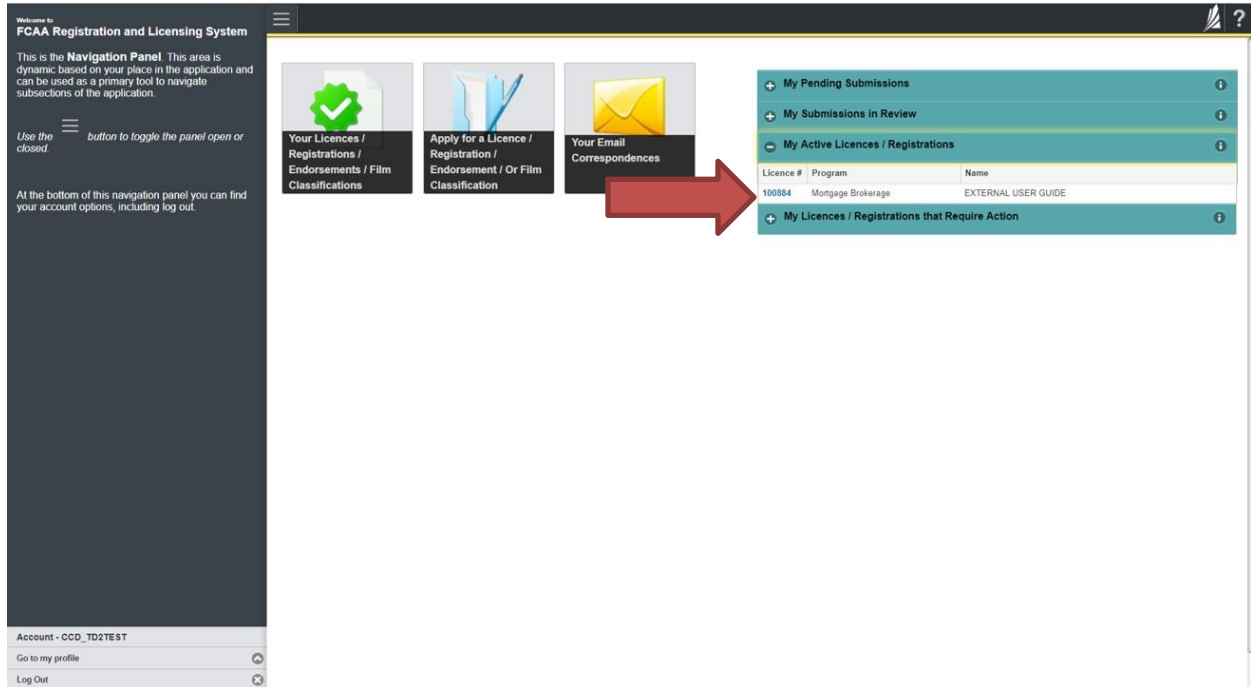 Welcome to
FCAA Registration and Licensing System
This is the Navigation Panel. This area is
dynamic based on your place in the application and
can be used as a primary tool to navigate
subsections of the application.
Use the button to toggle the panel open or
closed.
At the bottom of this navigation panel you can find
your account options, including log out.
Account - CCD_TD2TEST
Go to my profile
Log Out
?
Your Licences /
Registrations /
Endorsements / Film
Classifications
Apply for a Licence /
Registration /
Endorsement / Or Film
Classification
Your Email
Correspondences
My Pending Submissions
My Submissions in Review
My Active Licences / Registrations
Licence # Program Name
100884 Mortgage Brokerage EXTERNAL USER GUIDE
My Licences / Registrations that Require Action